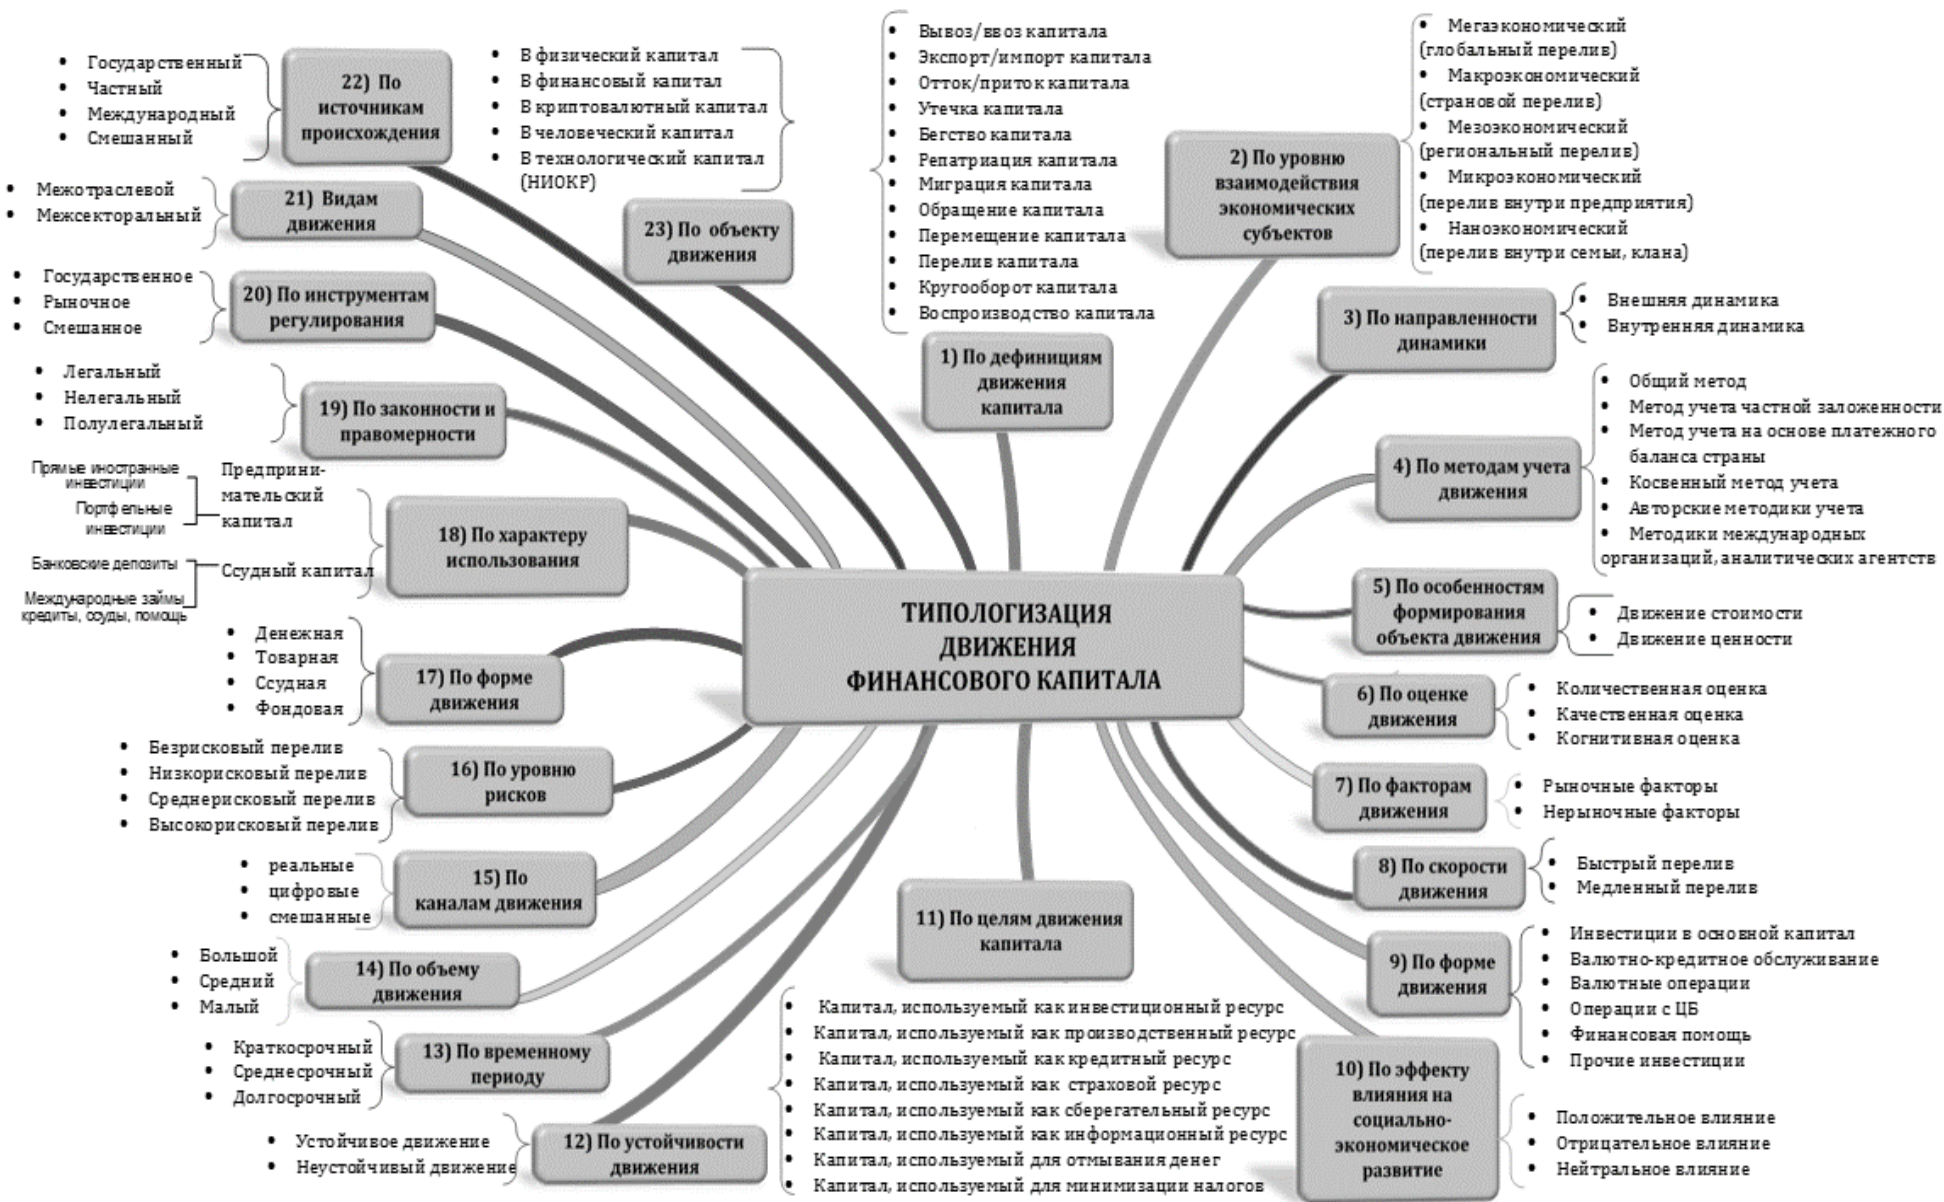 ТИПОЛОГИЗАЦИЯ
ДВИЖЕНИЯ
ФИНАНСОВОГО КАПИТАЛА
1) По дефинициям
движения
капитала
• Вывоз/ввоз капитала
• Экспорт/импорт капитала
• Отток/приток капитала
• Утечка капитала
• Бегство капитала
• Репатриация капитала
• Миграция капитала
• Обращение капитала
• Перемещение капитала
• Перелив капитала
• Кругооборот капитала
• Воспроизводство капитала
2) По уровню
взаимодействия
экономических
субъектов
• Мегаэкономический
(глобальный перелив)
• Макроэкономический
(страновой перелив)
• Мезоэкономический
(региональный перелив)
• Микроэкономический
(перелив внутри предприятия)
• Наноэкономический
(перелив внутри семьи, клана)
3) По направленности
динамики
• Внешняя динамика
• Внутренняя динамика
4) По методам учета
движения
• Общий метод
• Метод учета частной заложенности
• Метод учета на основе платежного
баланса страны
• Косвенный метод учета
• Авторские методики учета
• Методики международных
организаций, аналитических агентств
5) По особенностям
формирования
объекта движения
• Движение стоимости
• Движение ценности
6) По оценке
движения
• Количественная оценка
• Качественная оценка
• Когнитивная оценка
7) По факторам
движения
• Рыночные факторы
• Нерыночные факторы
8) По скорости
движения
• Быстрый перелив
• Медленный перелив
9) По форме
движения
• Инвестиции в основной капитал
• Валютно-кредитное обслуживание
• Валютные операции
• Операции с ЦБ
• Финансовая помощь
• Прочие инвестиции
10) По эффекту
влияния на
социально-
экономическое
развитие
• Положительное влияние
• Отрицательное влияние
• Нейтральное влияние
11) По целям движения
капитала
• Капитал, используемый как инвестиционный ресурс
• Капитал, используемый как производственный ресурс
• Капитал, используемый как кредитный ресурс
• Капитал, используемый как страховой ресурс
• Капитал, используемый как сберегательный ресурс
• Капитал, используемый как информационный ресурс
• Капитал, используемый для отмывания денег
• Капитал, используемый для минимизации налогов
12) По устойчивости
движения
• Устойчивое движение
• Неустойчивый движение
13) По временному
периоду
• Краткосрочный
• Среднесрочный
• Долгосрочный
14) По объему
движения
• Большой
• Средний
• Малый
15) По
каналам движения
• реальные
• цифровые
• смешанные
16) По уровню
рисков
• Безрисковый перелив
• Низкорисковый перелив
• Среднерисковый перелив
• Высокорисковый перелив
17) По форме
движения
• Денежная
• Товарная
• Ссудная
• Фондовая
18) По характеру
использования
Предприни-
мательский
капитал
Прямые иностранные
инвестиции
Портфельные
инвестиции
Ссудный капитал
Банковские депозиты
Международные займы
кредиты, ссуды, помощь
19) По законности и
правомерности
• Легальный
• Нелегальный
• Полулегальный
20) По инструментам
регулирования
• Государственное
• Рыночное
• Смешанное
21) Видам
движения
• Межотраслевой
• Межсекторальный
22) По
источникам
происхождения
• Государственный
• Частный
• Международный
• Смешанный
23) По объекту
движения
• В физический капитал
• В финансовый капитал
• В криптовалютный капитал
• В человеческий капитал
• В технологический капитал
(НИОКР)